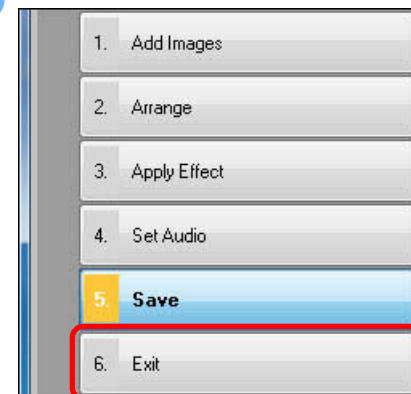 1. Add Images
2. Arrange
3. Apply Effect
4. Set Audio
5. Save
6. Exit